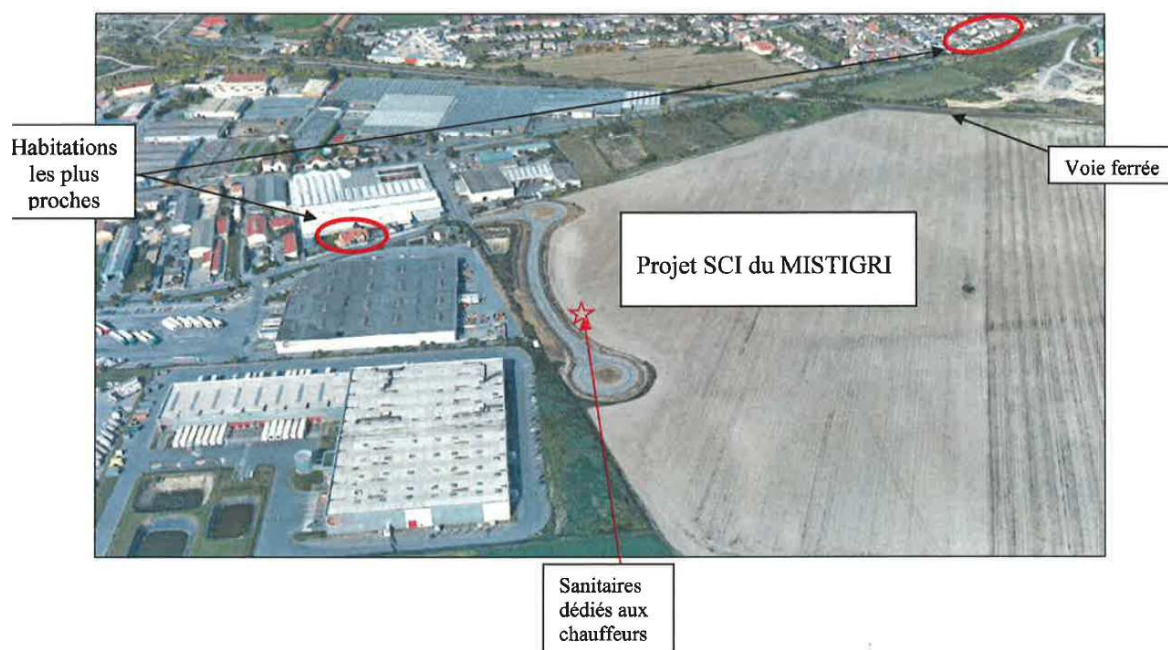 Habitations
les plus
proches
Voie ferrée
Projet SCI du MISTIGRI
Sanitaires
dédiés aux
chauffeurs